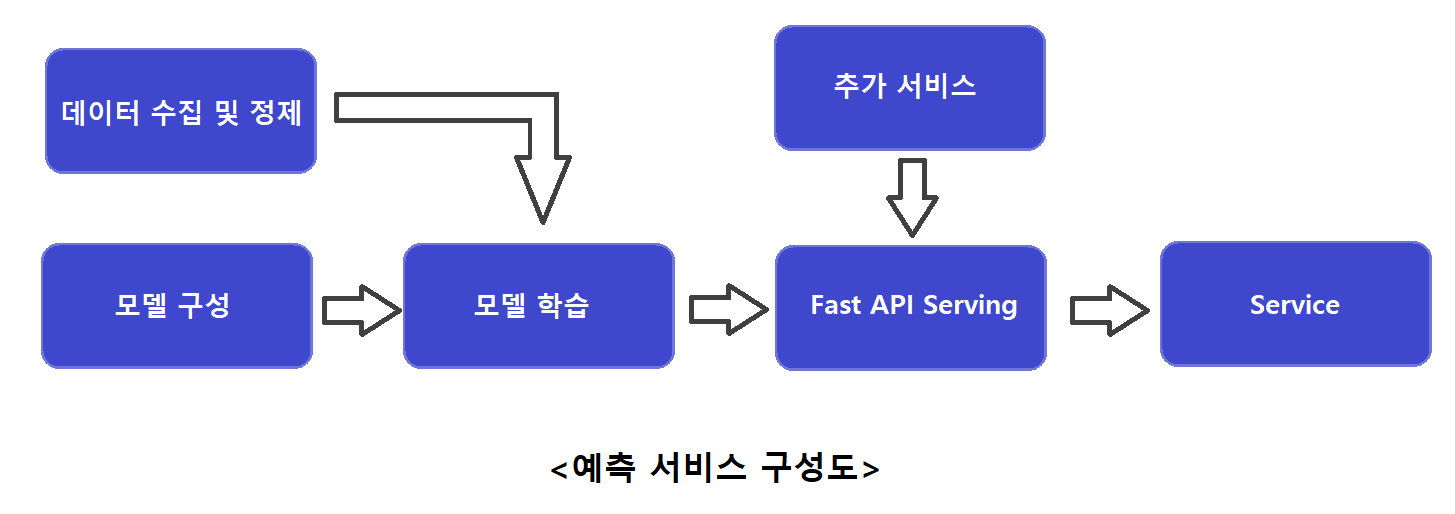 데이터 수집 및 정제
추가 서비스
모델 구성
모델 학습
Fast API Serving
Service
<예측 서비스 구성도>